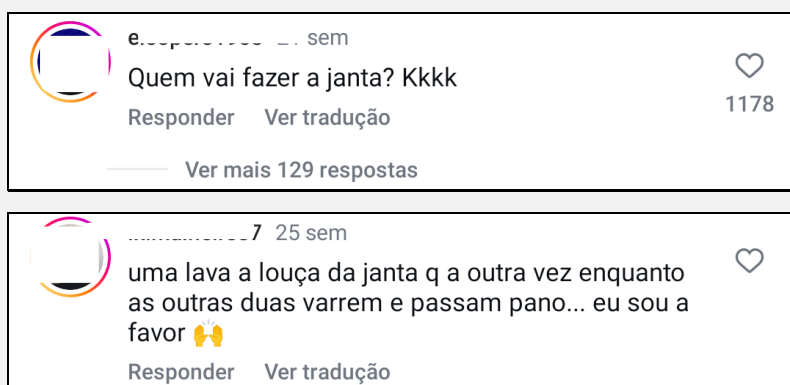 sem
Quem vai fazer a janta? Kkkk
1178
Responder Ver tradução
Ver mais 129 respostas
25 sem
uma lava a louça da janta q a outra vez enquanto
as outras duas varrem e passam pano... eu sou a
favor 🙌
Responder Ver tradução